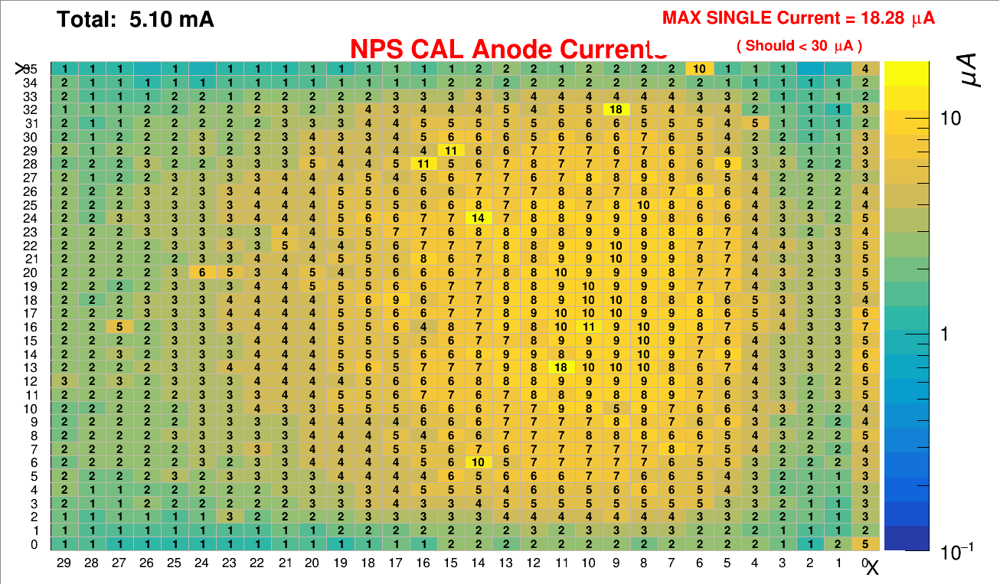 Total: 5.10 mA
MAX SINGLE Current = 18.28 μA
NPS CAL Anode Currents
( Should < 30 μA )
μA
35 1 1 1 1 1 1 1 1 1 1 1 1 1 2 2 2 1 2 2 2 2 10 1 1 1 4
34 2 1 1 1 1 1 1 1 1 1 1 1 1 1 2 2 2 2 2 2 2 2 2 2 1 1 1 1 1 2
33 2 1 1 1 2 2 1 2 2 2 2 2 3 3 3 3 3 4 4 4 4 4 4 3 3 2 1 1 1 2
32 1 1 1 2 2 2 2 2 2 3 3 4 3 4 4 4 5 4 5 5 18 5 4 4 4 2 1 1 1 3
31 2 1 1 2 2 2 2 2 3 3 3 4 4 5 5 5 5 5 6 6 6 5 5 5 4 5 1 1 1 2
30 2 1 2 2 2 3 2 2 3 4 3 3 4 5 6 6 6 5 6 6 6 7 6 5 4 2 2 1 1 3
29 2 1 2 2 2 3 2 3 3 4 4 4 4 4 11 6 6 7 7 7 6 7 6 5 4 3 2 1 1 3
28 2 2 2 3 2 2 3 3 3 5 4 4 5 11 5 6 7 8 7 7 7 8 6 6 9 3 3 2 2 3
27 2 1 2 2 3 3 3 3 4 4 4 5 4 5 6 7 7 6 7 8 8 9 8 6 5 4 2 2 2 3
26 2 2 2 3 2 3 3 4 4 4 5 5 5 6 6 7 7 7 8 8 7 8 7 8 6 4 2 2 2 4
25 2 2 2 3 3 3 3 4 4 4 5 5 5 6 6 8 7 8 8 7 8 10 8 6 6 4 3 2 2 4
24 2 2 3 3 3 3 3 4 4 4 5 6 6 7 7 14 7 8 8 9 9 9 8 6 6 4 3 3 2 5
23 2 2 2 2 3 3 3 3 4 4 5 5 7 7 6 8 8 9 8 9 9 9 8 8 7 4 3 2 3 4
22 2 2 2 2 3 3 3 3 5 4 4 5 6 7 7 7 8 8 9 9 10 9 8 7 7 4 4 3 3 5
21 2 2 2 2 2 3 3 4 4 4 5 5 6 8 6 7 8 8 9 9 10 9 8 7 7 4 3 3 3 5
20 2 2 2 2 3 6 5 3 4 5 4 5 6 6 6 7 8 8 10 9 9 9 8 7 7 4 3 2 3 5
19 2 2 2 2 3 3 3 4 4 5 5 5 6 6 6 7 8 8 9 10 9 9 9 7 7 4 3 3 3 5
18 2 2 2 3 3 3 4 4 4 4 5 6 9 6 7 7 9 8 9 10 10 8 8 8 6 5 3 3 3 4
17 2 2 2 3 3 3 4 4 4 4 5 5 6 6 7 7 8 9 10 10 10 9 9 8 6 5 4 3 3 6
16 2 2 5 2 3 3 3 4 4 4 5 5 6 4 8 7 9 8 10 11 9 10 9 8 7 5 4 3 3 7
15 2 2 2 2 3 3 3 4 4 4 5 5 5 5 6 7 7 8 9 9 9 10 9 7 6 4 3 3 3 5
14 2 2 3 2 3 3 3 4 4 4 5 5 5 6 6 8 9 9 8 9 9 10 9 7 9 4 3 3 3 6
13 2 2 2 2 3 3 4 4 4 4 5 6 5 7 7 7 9 8 18 10 10 10 8 6 7 4 3 3 2 6
12 3 2 3 2 3 3 3 3 4 4 5 5 6 6 6 8 8 8 9 9 9 9 8 8 6 4 3 2 2 5
11 2 2 2 2 2 3 3 3 4 4 5 5 6 7 7 6 7 8 8 9 8 8 9 7 6 3 3 2 3 5
10 2 2 2 2 2 3 3 4 3 3 5 5 5 6 6 6 7 7 9 8 5 9 7 6 6 4 3 2 2 4
9 2 2 2 2 2 3 3 3 3 4 4 4 4 6 6 6 7 7 7 7 8 8 7 6 6 3 2 2 2 4
8 2 2 2 2 3 3 3 3 3 4 4 4 5 4 6 6 7 7 7 8 8 8 6 6 5 4 3 2 2 5
7 2 2 2 2 2 3 3 3 3 4 4 4 5 5 6 7 6 7 7 7 7 7 8 7 5 4 2 2 2 4
6 2 2 2 2 2 3 2 3 3 4 4 4 4 5 6 10 5 7 7 7 7 7 6 5 5 3 2 2 2 3
5 2 2 2 2 3 2 3 3 3 3 4 4 4 4 6 5 6 6 6 7 7 6 6 5 4 3 2 1 1 3
4 2 1 1 2 2 2 2 2 3 3 3 3 4 5 5 5 4 6 6 5 6 6 6 5 4 3 2 2 1 3
3 2 1 1 2 2 2 2 2 2 3 3 3 4 3 3 4 5 5 5 5 5 5 5 5 3 3 2 1 1 3
2 1 1 1 1 1 1 3 2 2 2 2 3 3 3 3 3 4 4 4 4 4 4 4 3 3 2 2 1 1 3
1 1 1 1 1 1 1 1 1 1 1 2 2 2 2 2 2 2 3 2 3 3 3 3 2 2 2 1 1 1 2
0 1 1 1 1 1 1 1 1 1 1 1 1 1 1 2 2 2 2 2 2 2 2 2 2 2 2 1 1 2 5
29 28 27 26 25 24 23 22 21 20 19 18 17 16 15 14 13 12 11 10 9 8 7 6 5 4 3 2 1 0
X
10
1
10⁻¹